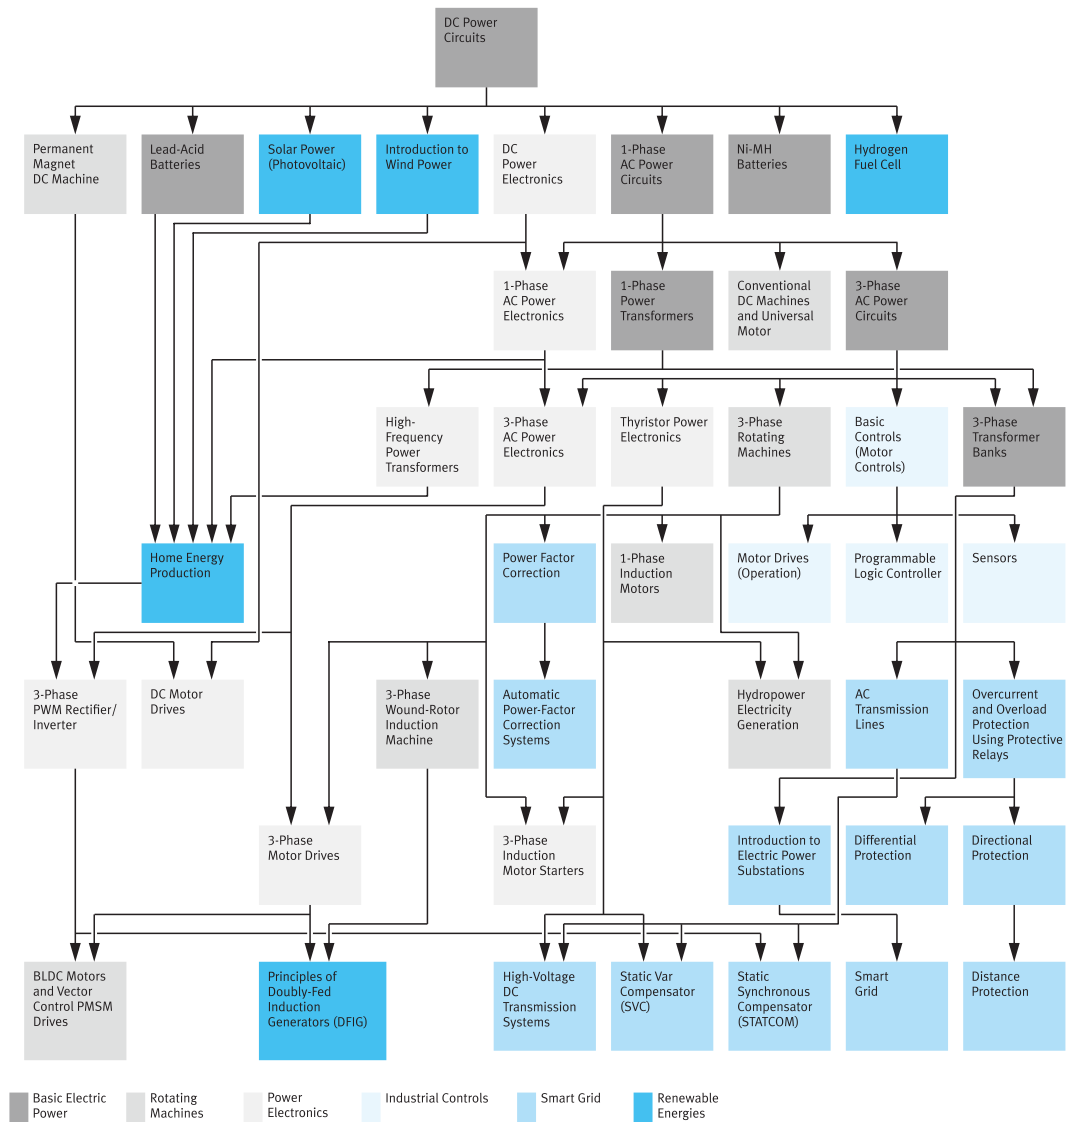 DC Power
Circuits
Permanent
Magnet
DC Machine
Lead-Acid
Batteries
Solar Power
(Photovoltaic)
Introduction to
Wind Power
DC
Power
Electronics
1-Phase
AC Power
Circuits
Ni-MH
Batteries
Hydrogen
Fuel Cell
1-Phase
AC Power
Electronics
1-Phase
Power
Transformers
Conventional
DC Machines
and Universal
Motor
3-Phase
AC Power
Circuits
High-
Frequency
Power
Transformers
3-Phase
AC Power
Electronics
Thyristor Power
Electronics
3-Phase
Rotating
Machines
Basic
Controls
(Motor
Controls)
3-Phase
Transformer
Banks
Home Energy
Production
Power Factor
Correction
1-Phase
Induction
Motors
Motor Drives
(Operation)
Programmable
Logic Controller
Sensors
3-Phase
PWM Rectifier/
Inverter
DC Motor
Drives
3-Phase
Wound-Rotor
Induction
Machine
Automatic
Power-Factor
Correction
Systems
Hydropower
Electricity
Generation
AC
Transmission
Lines
Overcurrent
and Overload
Protection
Using Protective
Relays
3-Phase
Motor Drives
3-Phase
Induction
Motor Starters
Introduction to
Electric Power
Substations
Differential
Protection
Directional
Protection
BLDC Motors
and Vector
Control PMSM
Drives
Principles of
Doubly-Fed
Induction
Generators (DFIG)
High-Voltage
DC
Transmission
Systems
Static Var
Compensator
(SVC)
Static
Synchronous
Compensator
(STATCOM)
Smart
Grid
Distance
Protection
Basic Electric
Power
Rotating
Machines
Power
Electronics
Industrial Controls
Smart Grid
Renewable
Energies